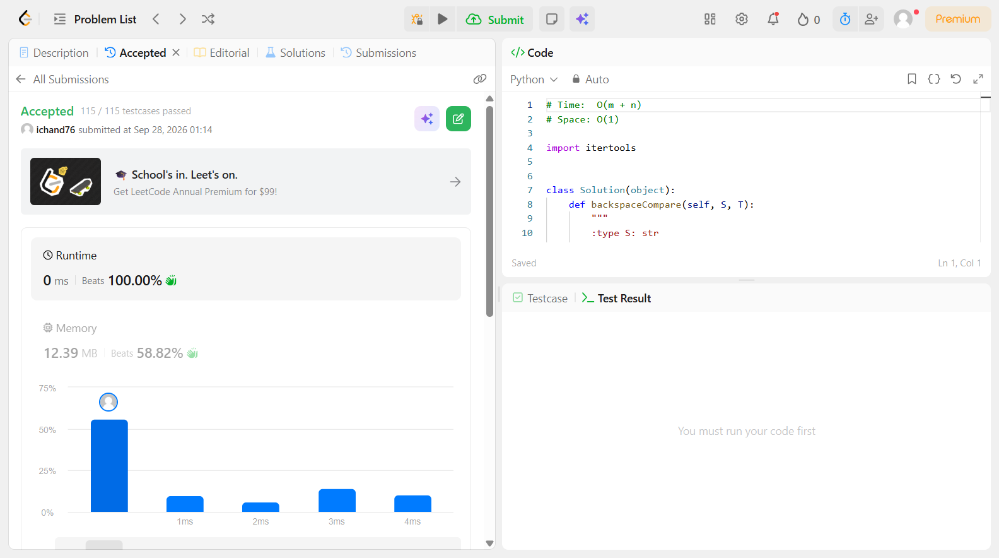 Problem List
Submit
0
Premium
Description
Accepted
Editorial
Solutions
Submissions
All Submissions
Accepted 115 / 115 testcases passed
ichand76 submitted at Sep 28, 2026 01:14
School's in. Leet's on.
Get LeetCode Annual Premium for $99!
Runtime
0 ms Beats 100.00%
Memory
12.39 MB Beats 58.82%
75%
50%
25%
0%
1ms 2ms 3ms 4ms
</> Code
Python Auto
1 # Time:  O(m + n)
2 # Space: O(1)
3
4 import itertools
5
6
7 class Solution(object):
8     def backspaceCompare(self, S, T):
9         """
10         :type S: str
Saved Ln 1, Col 1
Testcase
Test Result
You must run your code first